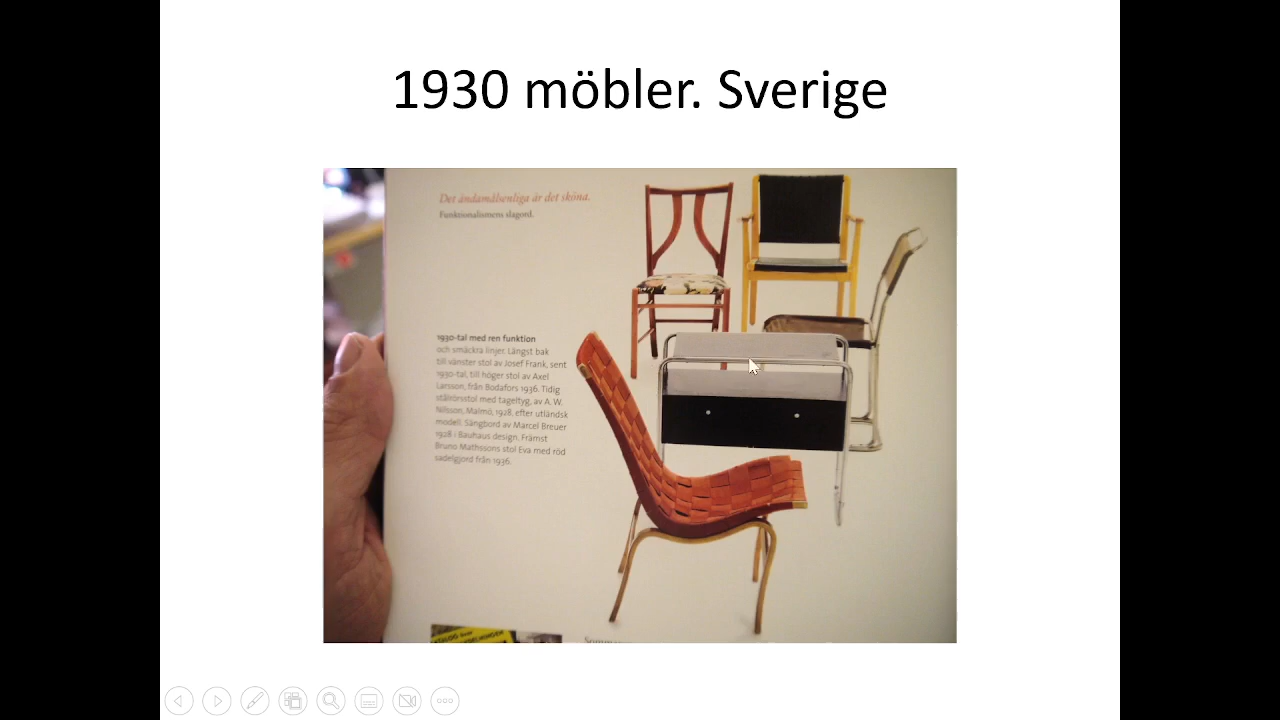 1930 möbler. Sverige
Det ändamålsenliga är det sköna.
Funktionalismens slagord.
1930-tal med ren funktion
och smäckra linjer. Längst bak
till vänster stol av Josef Frank, sent
1930-tal, till höger stol av Axel
Larsson, från Bodafors 1936. Tidig
stålrörsstol med tageltyg, av A. W.
Nilsson, Malmö, 1928, efter utländsk
modell. Sängbord av Marcel Breuer
1928 i Bauhaus design. Främst
Bruno Mathssons stol Eva med röd
sadelgjord från 1936.
KATALOG över